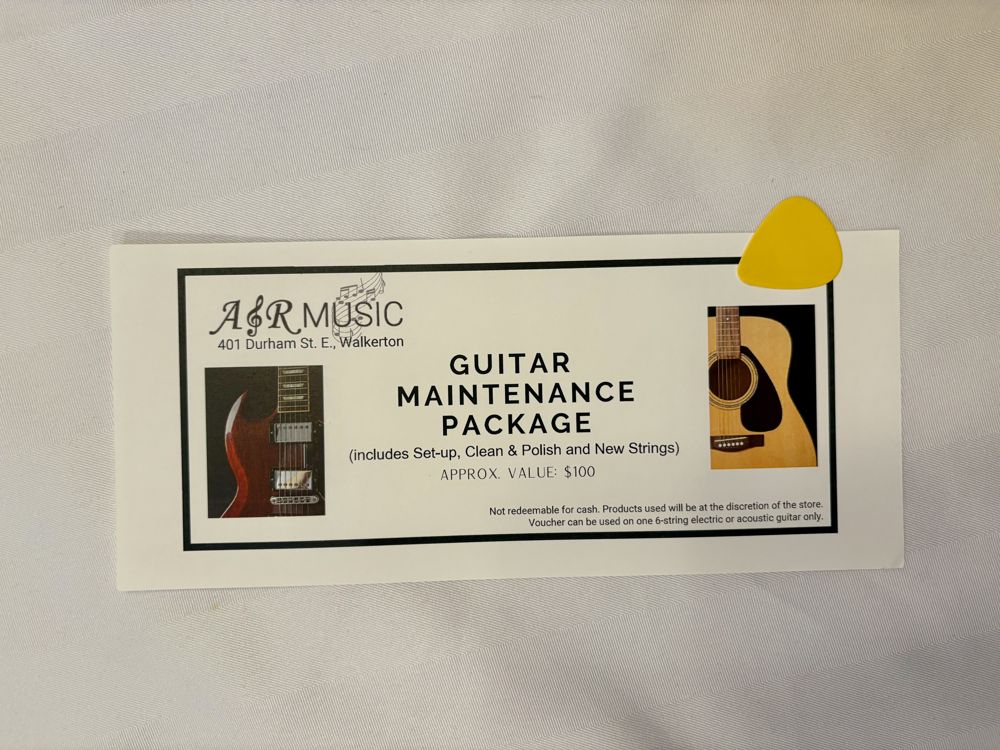 A&R MUSIC
401 Durham St. E., Walkerton
GUITAR
MAINTENANCE
PACKAGE
(includes Set-up, Clean & Polish and New Strings)
APPROX. VALUE: $100
Not redeemable for cash. Products used will be at the discretion of the store.
Voucher can be used on one 6-string electric or acoustic guitar only.